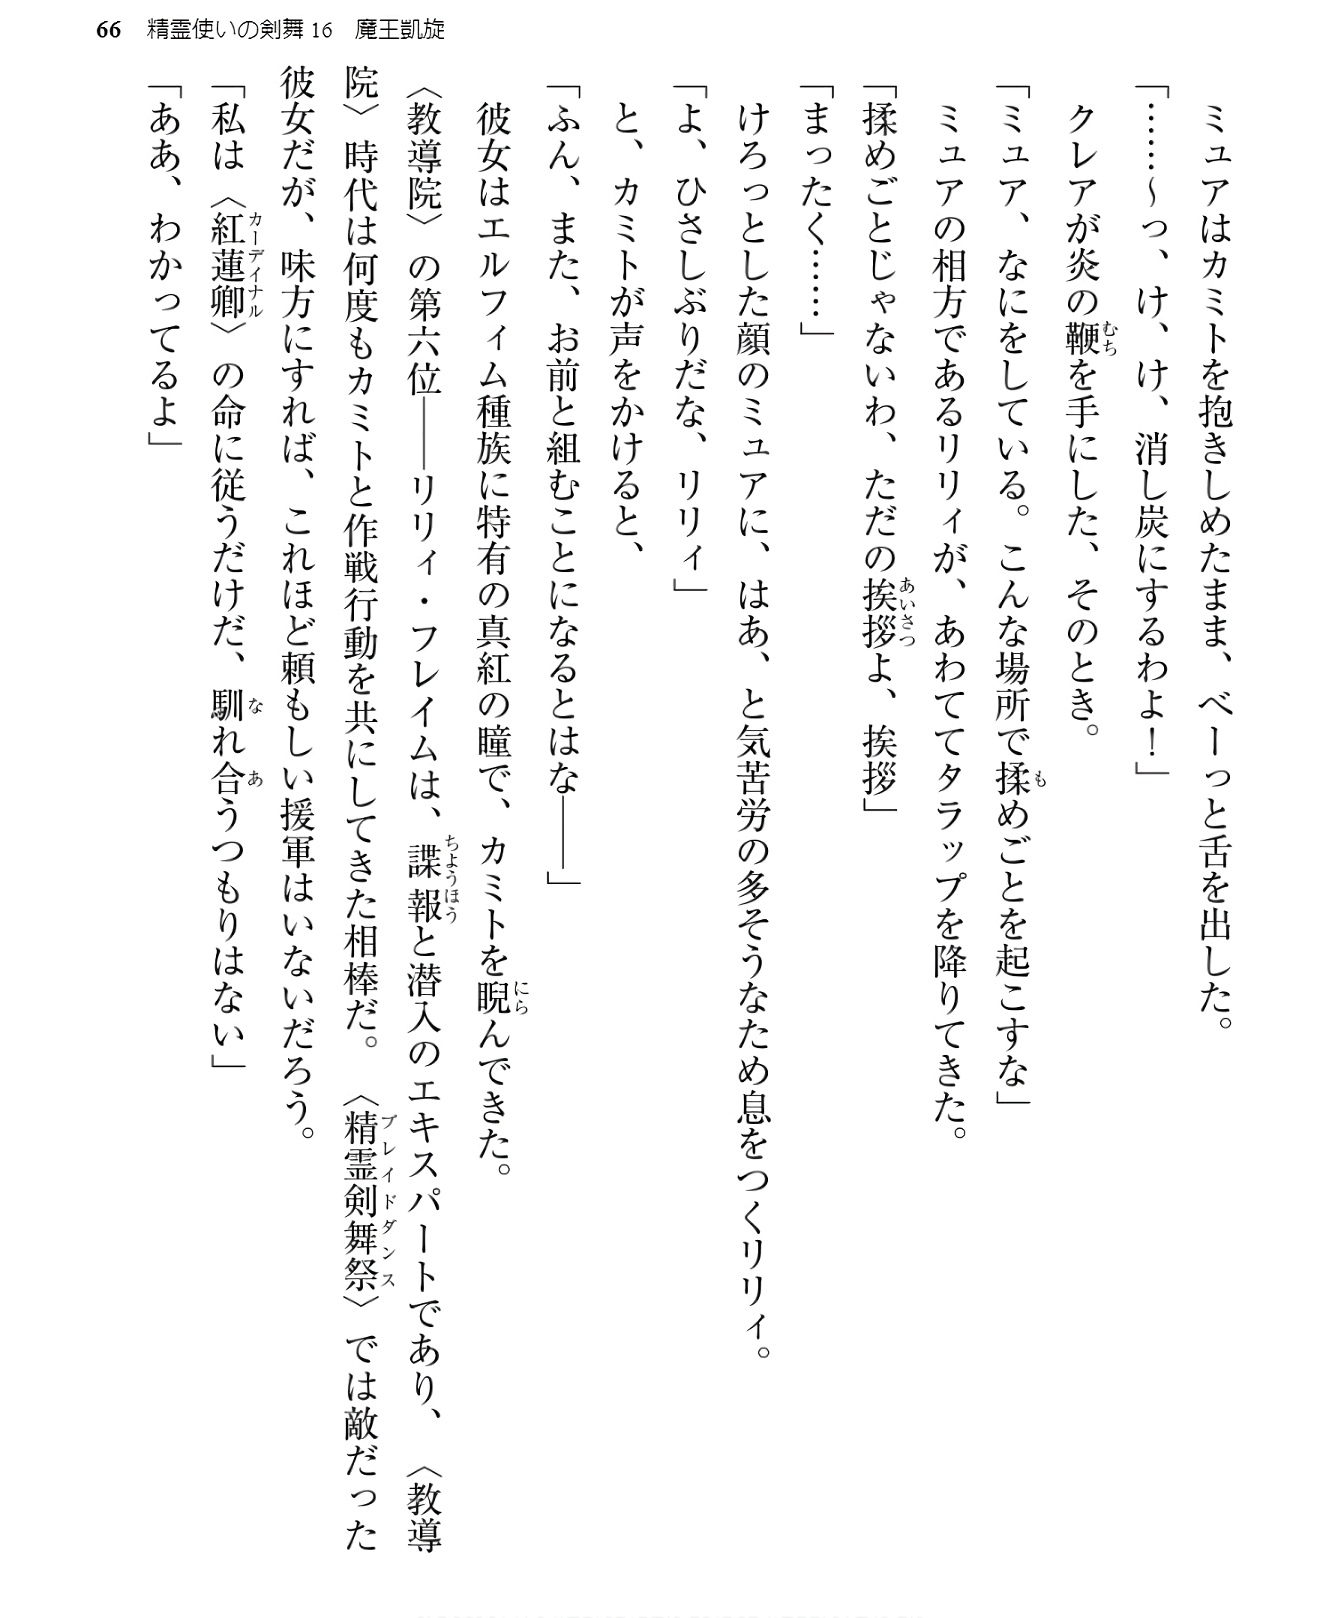 66 精霊使いの剣舞16 魔王凱旋
　ミュアはカミトを抱きしめたまま、べーっと舌を出した。
「……～っ、け、け、消し炭にするわよ！」
　クレアが炎の鞭を手にした、そのとき。
「ミュア、なにをしている。こんな場所で揉めごとを起こすな」
　ミュアの相方であるリリィが、あわててタラップを降りてきた。
「揉めごとじゃないわ、ただの挨拶よ、挨拶」
「まったく……」
　けろっとした顔のミュアに、はあ、と気苦労の多そうなため息をつくリリィ。
「よ、ひさしぶりだな、リリィ」
　と、カミトが声をかけると、
「ふん、また、お前と組むことになるとはな――」
　彼女はエルフィム種族に特有の真紅の瞳で、カミトを睨んできた。
〈教導院〉の第六位――リリィ・フレイムは、諜報と潜入のエキスパートであり、〈教導
院〉時代は何度もカミトと作戦行動を共にしてきた相棒だ。〈精霊剣舞祭〉では敵だった
彼女だが、味方にすれば、これほど頼もしい援軍はいないだろう。
「私は〈紅蓮卿〉の命に従うだけだ、馴れ合うつもりはない」
「ああ、わかってるよ」